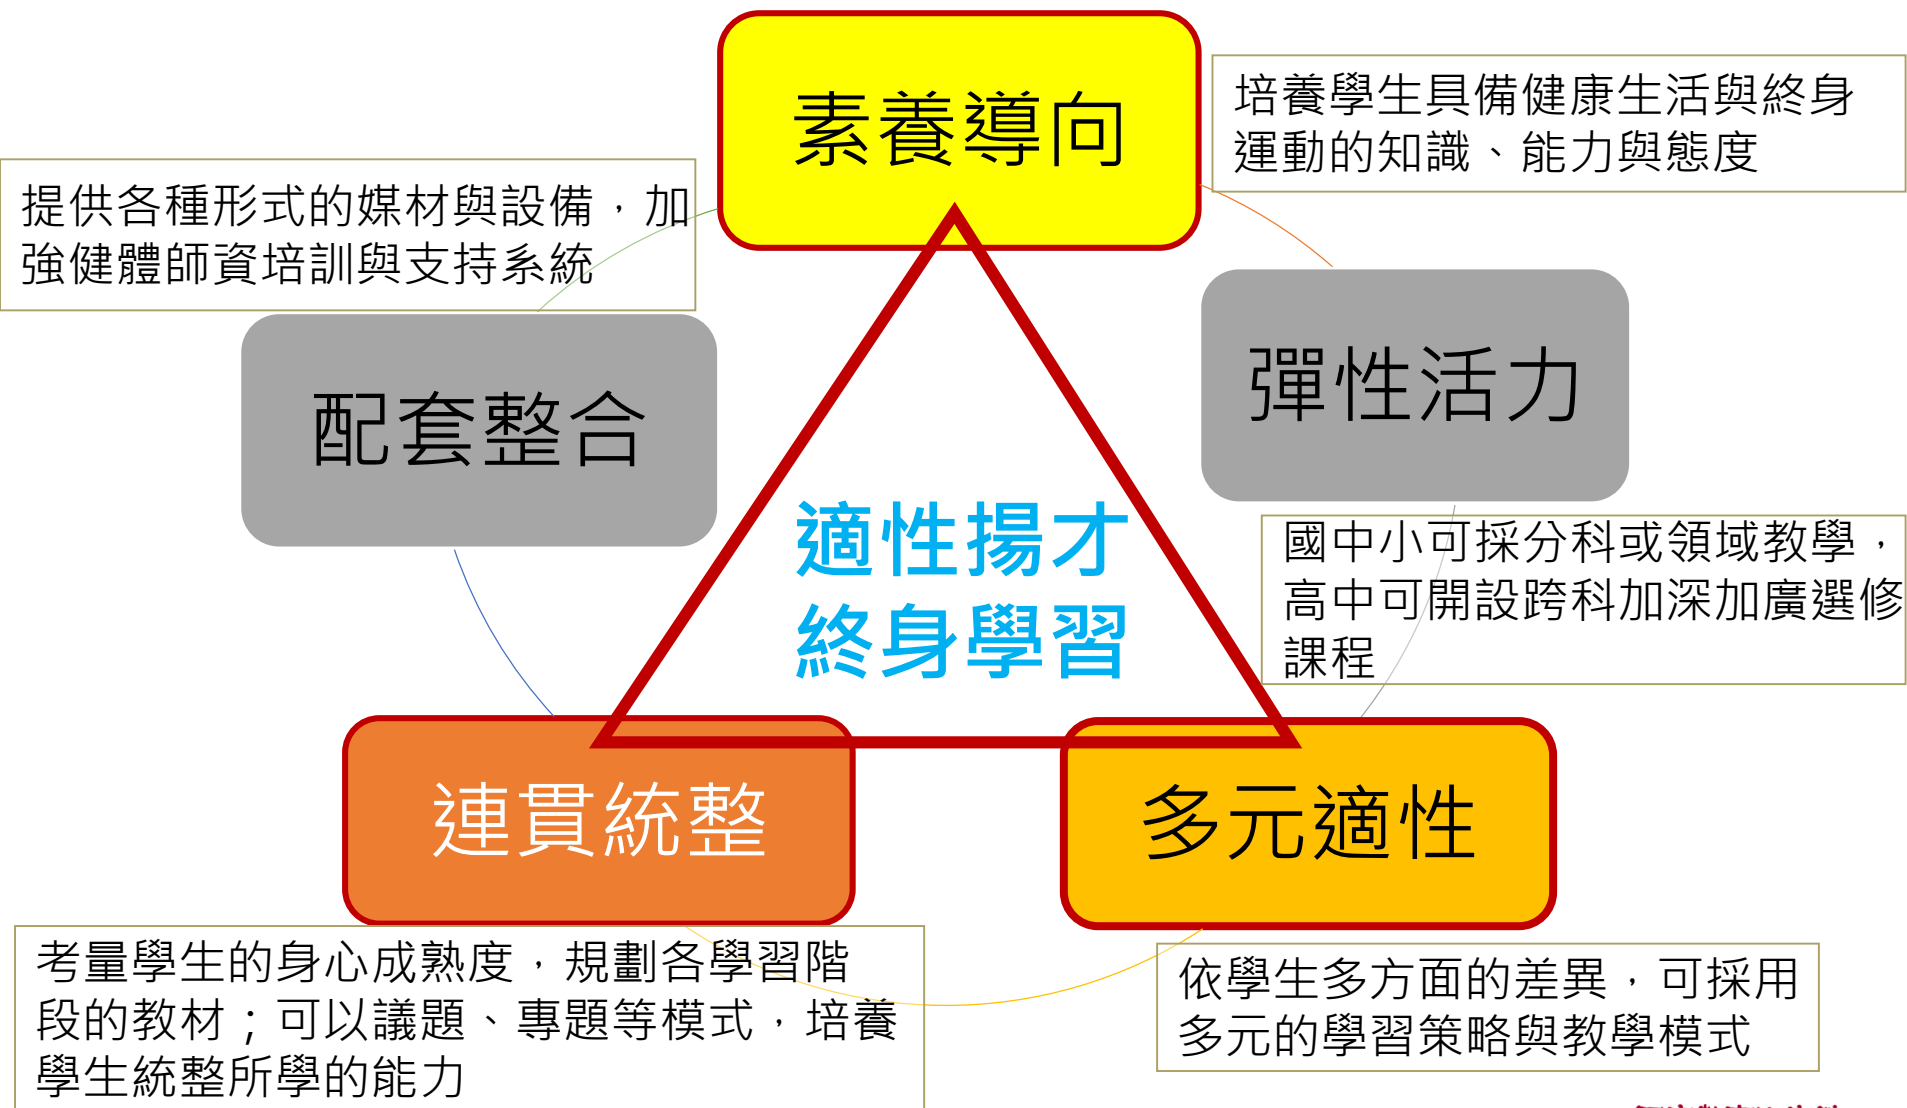 素養導向
培養學生具備健康生活與終身
運動的知識、能力與態度
提供各種形式的媒材與設備，加
強健體師資培訓與支持系統
彈性活力
配套整合
適性揚才
終身學習
國中小可採分科或領域教學，
高中可開設跨科加深加廣選修
課程
連貫統整
多元適性
考量學生的身心成熟度，規劃各學習階
段的教材；可以議題、專題等模式，培養
學生統整所學的能力
依學生多方面的差異，可採用
多元的學習策略與教學模式